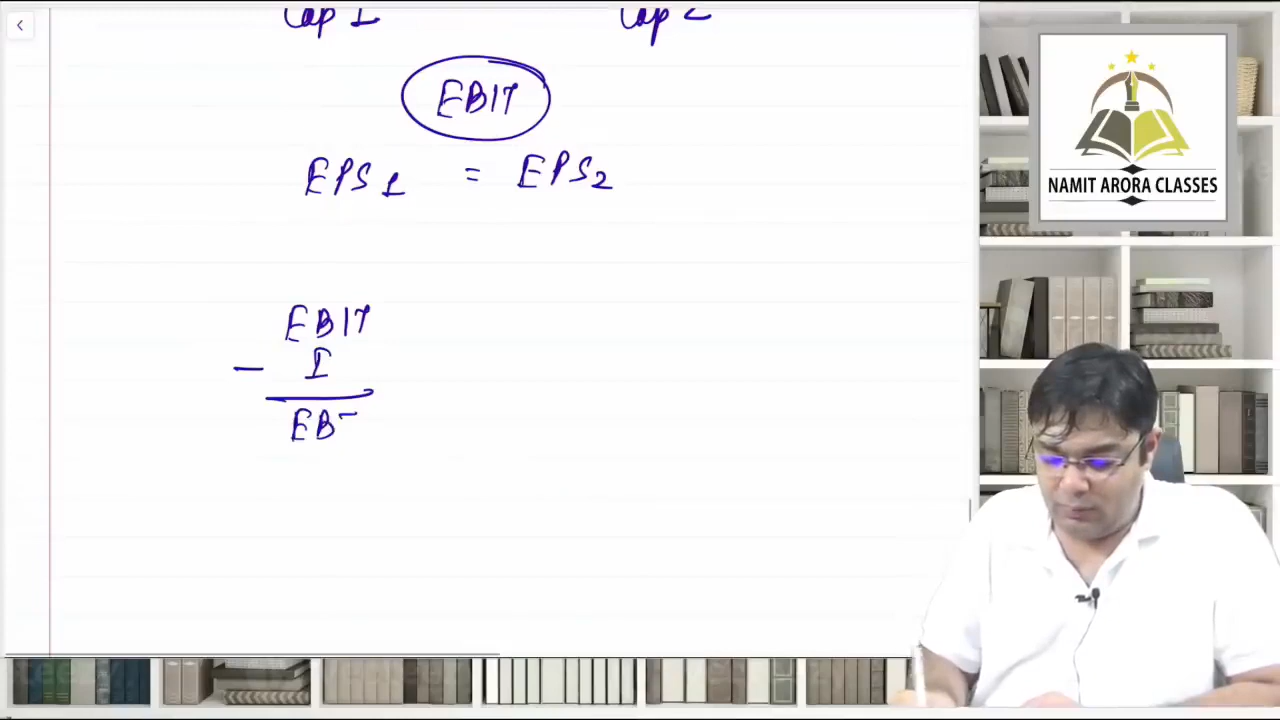 Cap 1 Cap 2
EBIT
EPS1 = EPS2
EBIT
- I
EB
NAMIT ARORA CLASSES